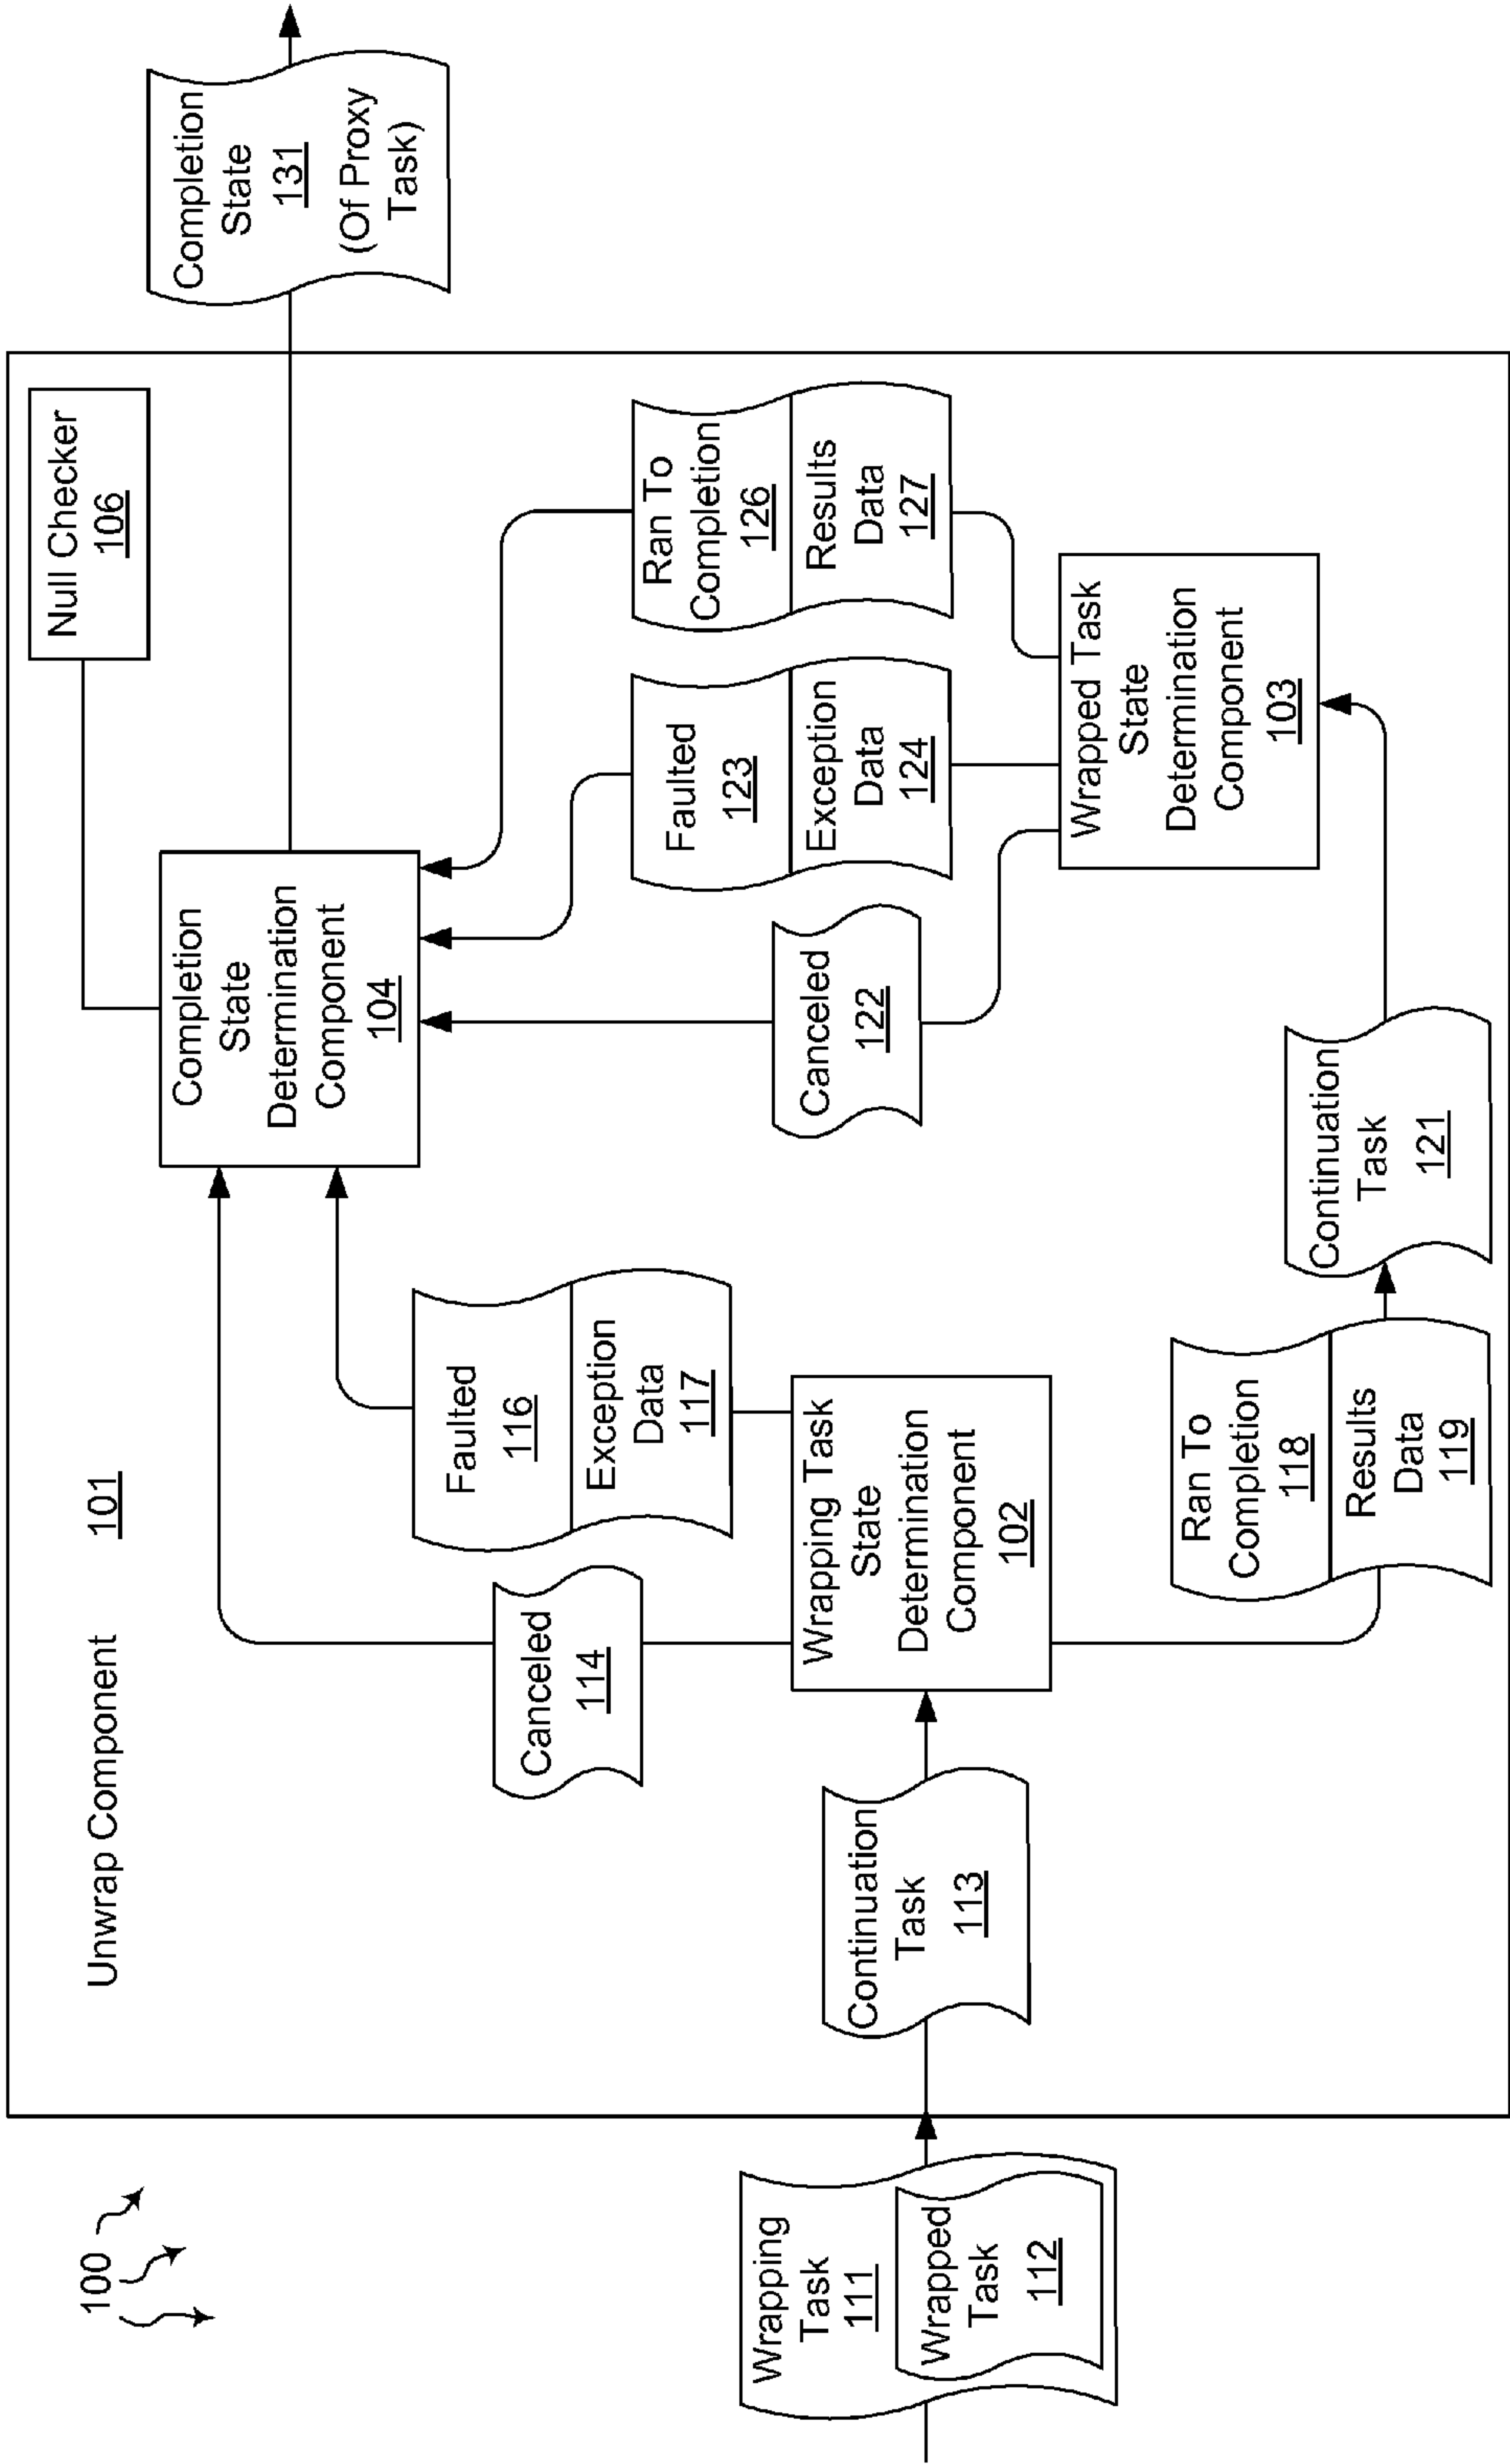 100
Unwrap Component 101
Null Checker
106
Completion
State
Determination
Component
104
Completion
State
131
(Of Proxy
Task)
Canceled
114
Faulted
116
Exception
Data
117
Canceled
122
Faulted
123
Exception
Data
124
Ran To
Completion
126
Results
Data
127
Wrapping
Task
111
Wrapped
Task
112
Continuation
Task
113
Wrapping Task
State
Determination
Component
102
Wrapped Task
State
Determination
Component
103
Ran To
Completion
118
Results
Data
119
Continuation
Task
121